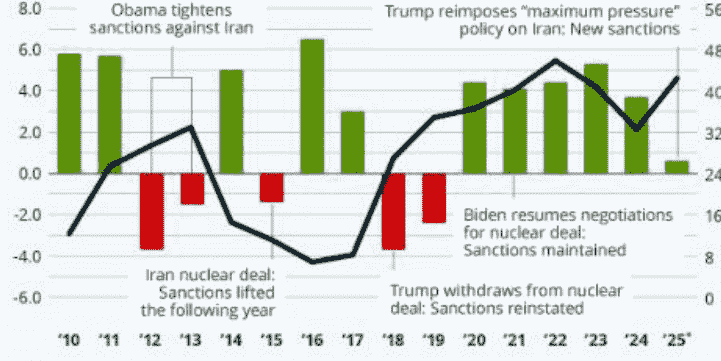 8.0
6.0
4.0
2.0
0.0
-2.0
-4.0
-6.0
Obama tightens
sanctions against Iran
Trump reimposes “maximum pressure”
policy on Iran: New sanctions
56
48
40
32
24
16
8
0
Biden resumes negotiations
for nuclear deal:
Sanctions maintained
Iran nuclear deal:
Sanctions lifted
the following year
Trump withdraws from nuclear
deal: Sanctions reinstated
‘10 ‘11 ‘12 ‘13 ‘14 ‘15 ‘16 ‘17 ‘18 ‘19 ‘20 ‘21 ‘22 ‘23 ‘24 ‘25*